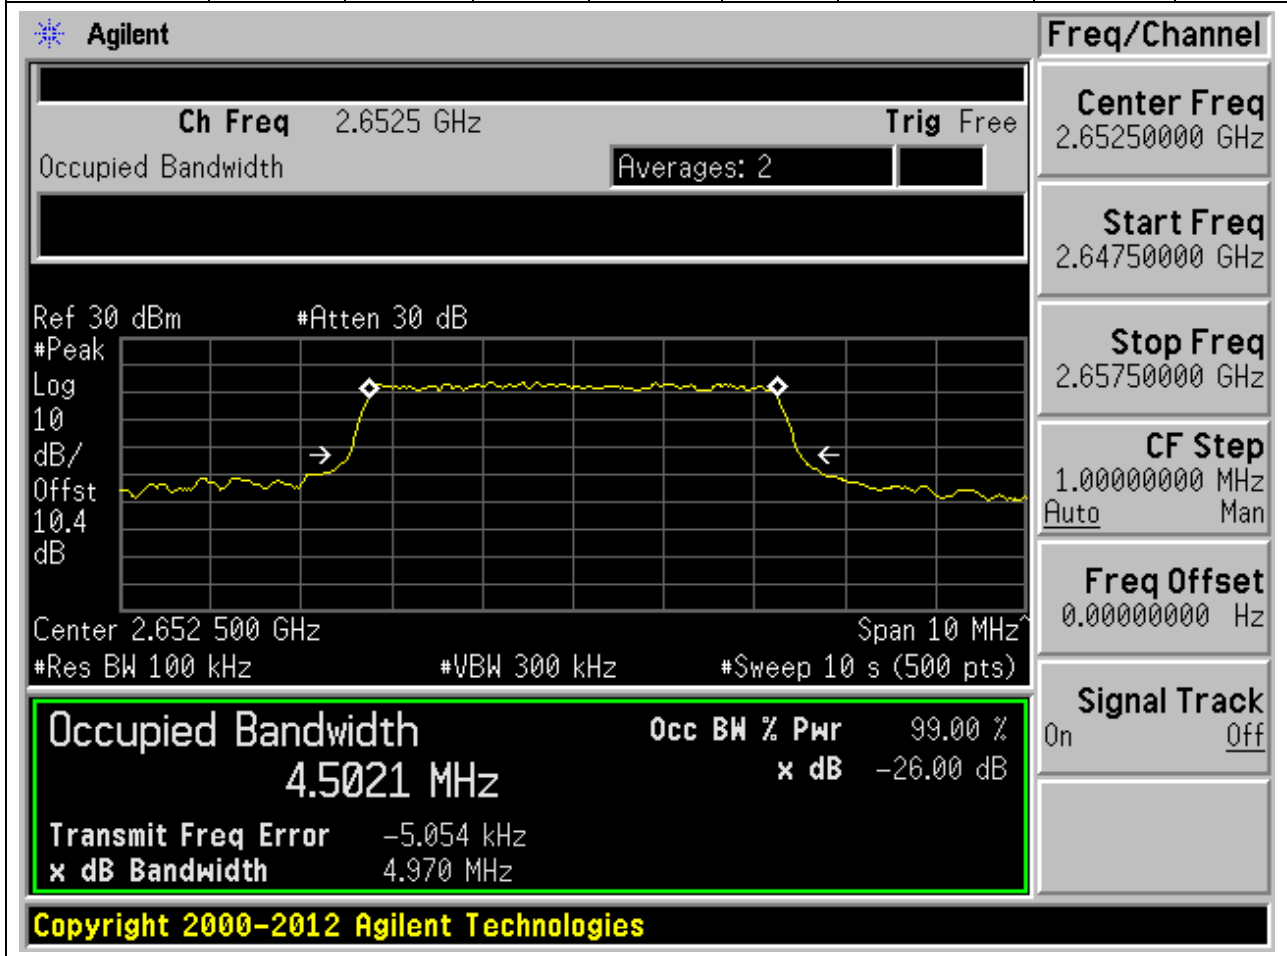 Agilent
Freq/Channel
Ch Freq 2.6525 GHz Trig Free
Occupied Bandwidth Averages: 2
Center Freq
2.65250000 GHz
Start Freq
2.64750000 GHz
Stop Freq
2.65750000 GHz
CF Step
1.00000000 MHz
Auto Man
Freq Offset
0.00000000 Hz
Signal Track
On Off
Ref 30 dBm #Atten 30 dB
#Peak
Log
10
dB/
Offst
10.4
dB
Center 2.652 500 GHz Span 10 MHz^
#Res BW 100 kHz #VBW 300 kHz #Sweep 10 s (500 pts)
Occupied Bandwidth Occ BW % Pwr 99.00 %
4.5021 MHz x dB -26.00 dB
Transmit Freq Error -5.054 kHz
x dB Bandwidth 4.970 MHz
Copyright 2000-2012 Agilent Technologies